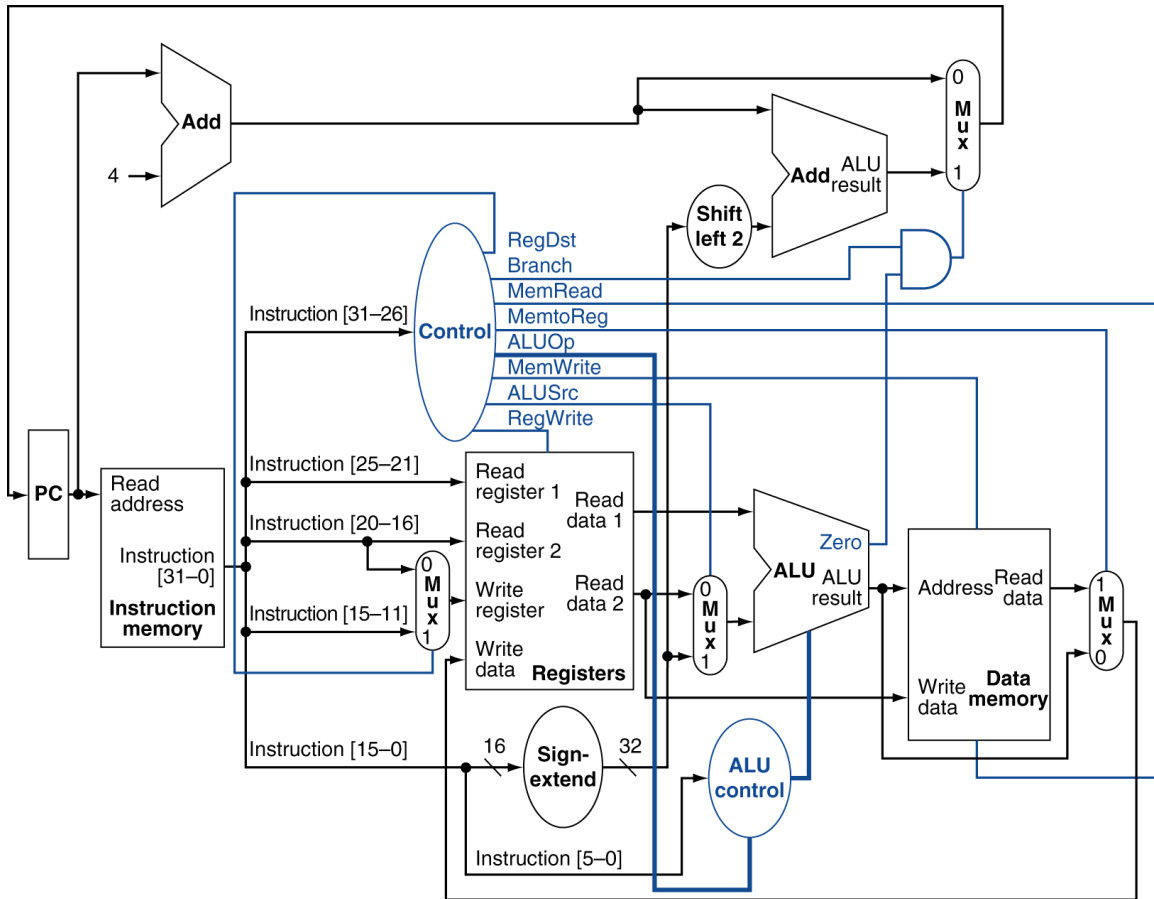 0
M
u
x
1
Add
4
Add
ALU
result
Shift
left 2
RegDst
Branch
MemRead
MemtoReg
ALUOp
MemWrite
ALUSrc
RegWrite
Control
Instruction [31–26]
Instruction [25–21]
Instruction [20–16]
Instruction [15–11]
Instruction [15–0]
Instruction [5–0]
PC
Read
address
Instruction
[31–0]
Instruction
memory
0
M
u
x
1
Read
register 1
Read
register 2
Write
register
Write
data
Read
data 1
Read
data 2
Registers
0
M
u
x
1
Zero
ALU
ALU
result
Address
Read
data
Write
data
Data
memory
1
M
u
x
0
16
Sign-
extend
32
ALU
control